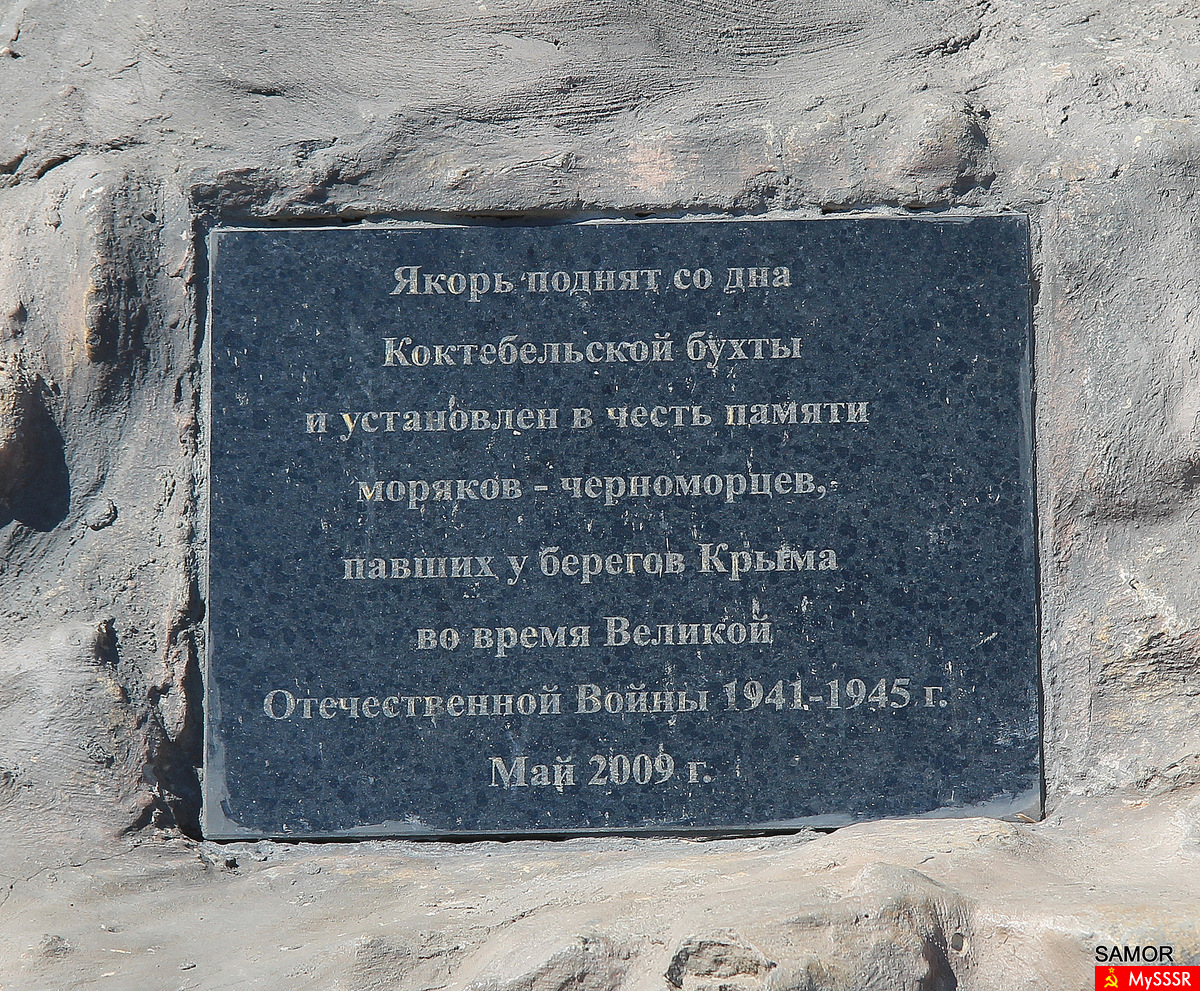 Якорь поднят со дна
Коктебельской бухты
и установлен в честь памяти
моряков - черноморцев,
павших у берегов Крыма
во время Великой
Отечественной Войны 1941-1945 г.
Май 2009 г.
SAMOR
MySSSR